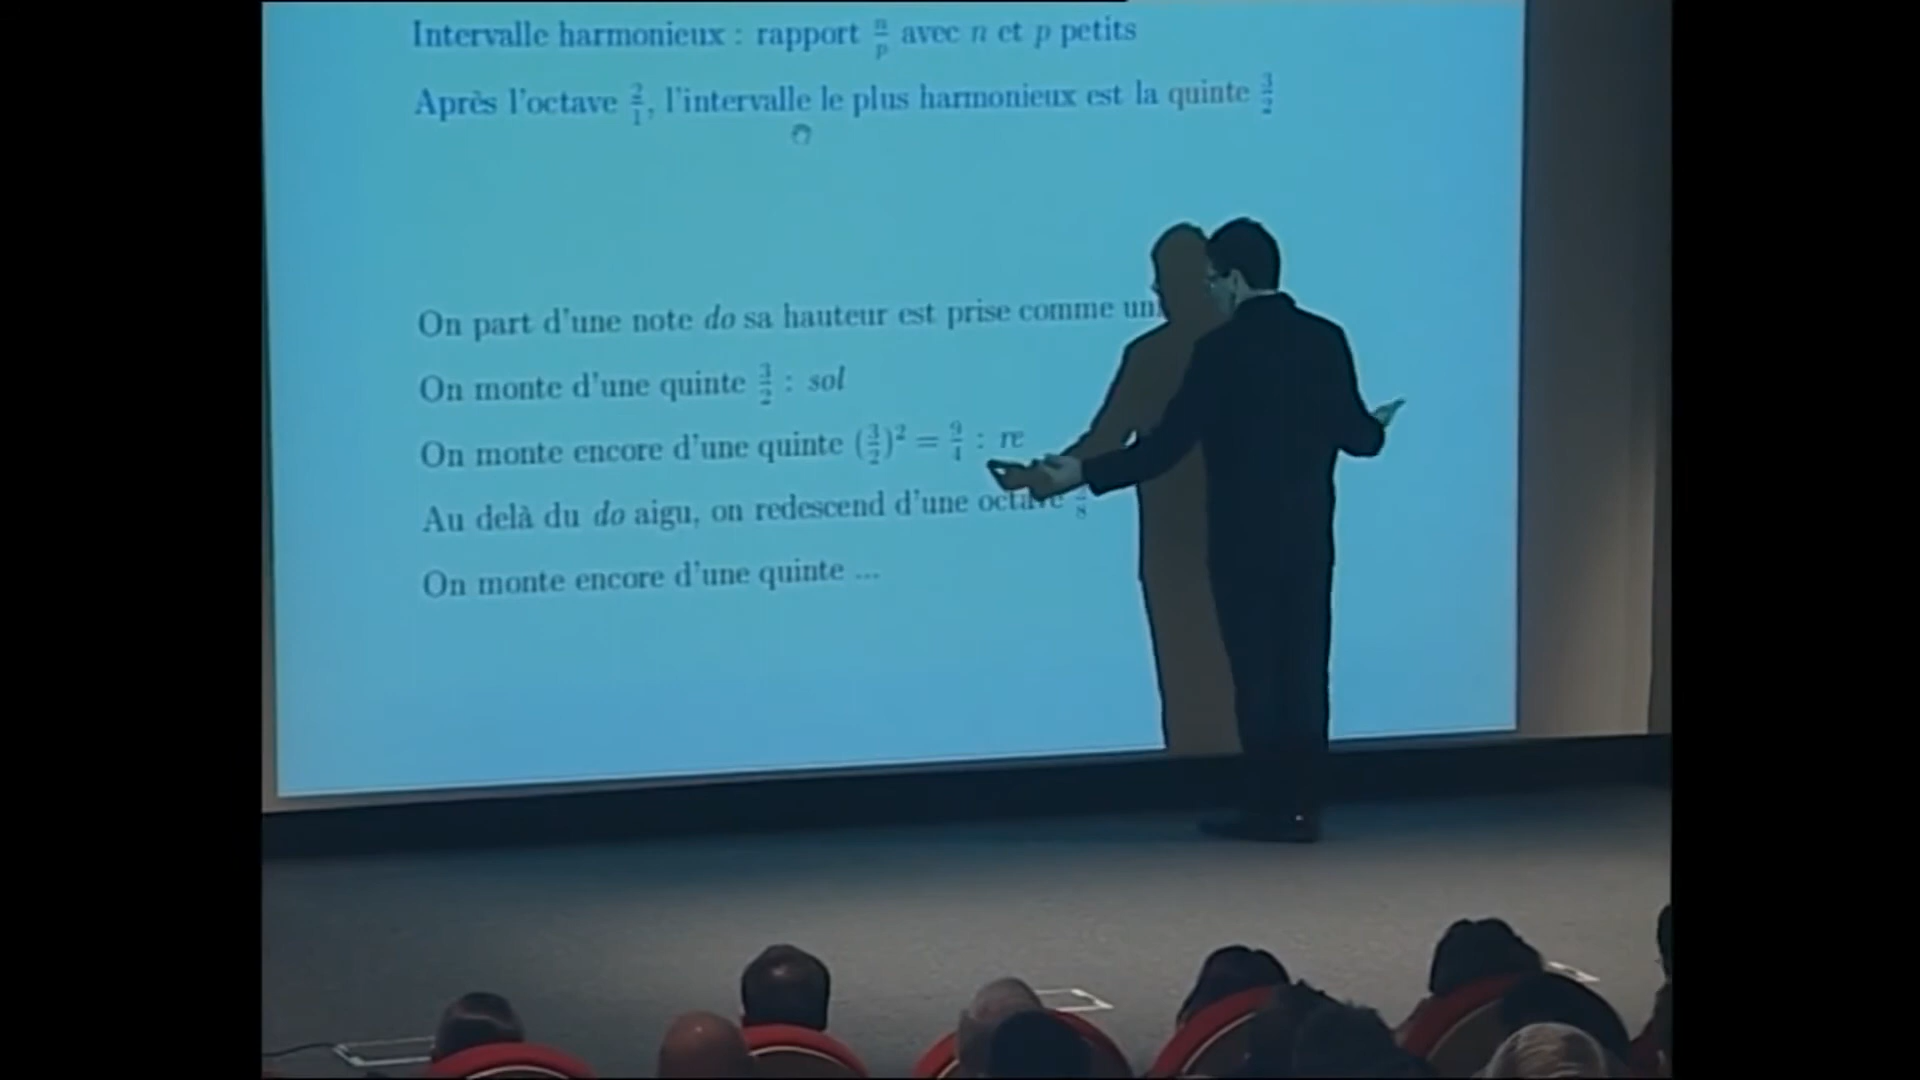 Intervalle harmonieux : rapport n/p avec n et p petits
Après l'octave 2/1, l'intervalle le plus harmonieux est la quinte 3/2
On part d'une note do sa hauteur est prise comme
On monte d'une quinte 3/2 : sol
On monte encore d'une quinte (3/2)² = 9/4 : re
Au delà du do aigu, on redescend d'une octave
On monte encore d'une quinte ...